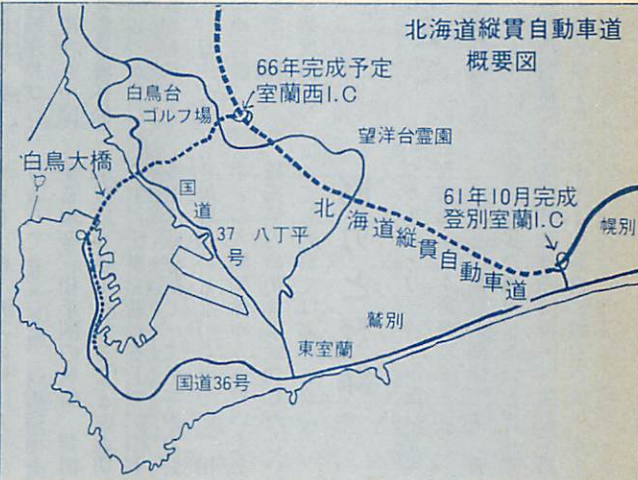 北海道縦貫自動車道
概要図
66年完成予定
室蘭西I.C
白鳥台
ゴルフ場
望洋台霊園
白鳥大橋
61年10月完成
登別室蘭I.C
幌別
国道37号
八丁平
北海道縦貫自動車道
鷲別
東室蘭
国道36号